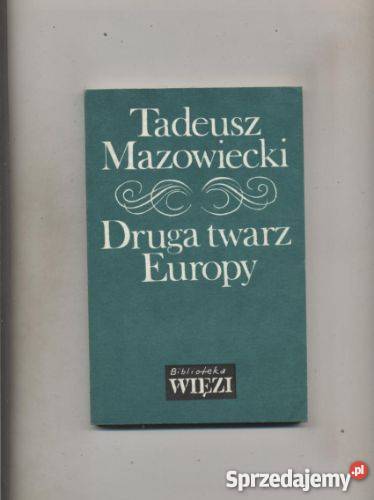 Tadeusz
Mazowiecki
Druga twarz
Europy
Biblioteka
WIĘZI
Sprzedajemy.pl